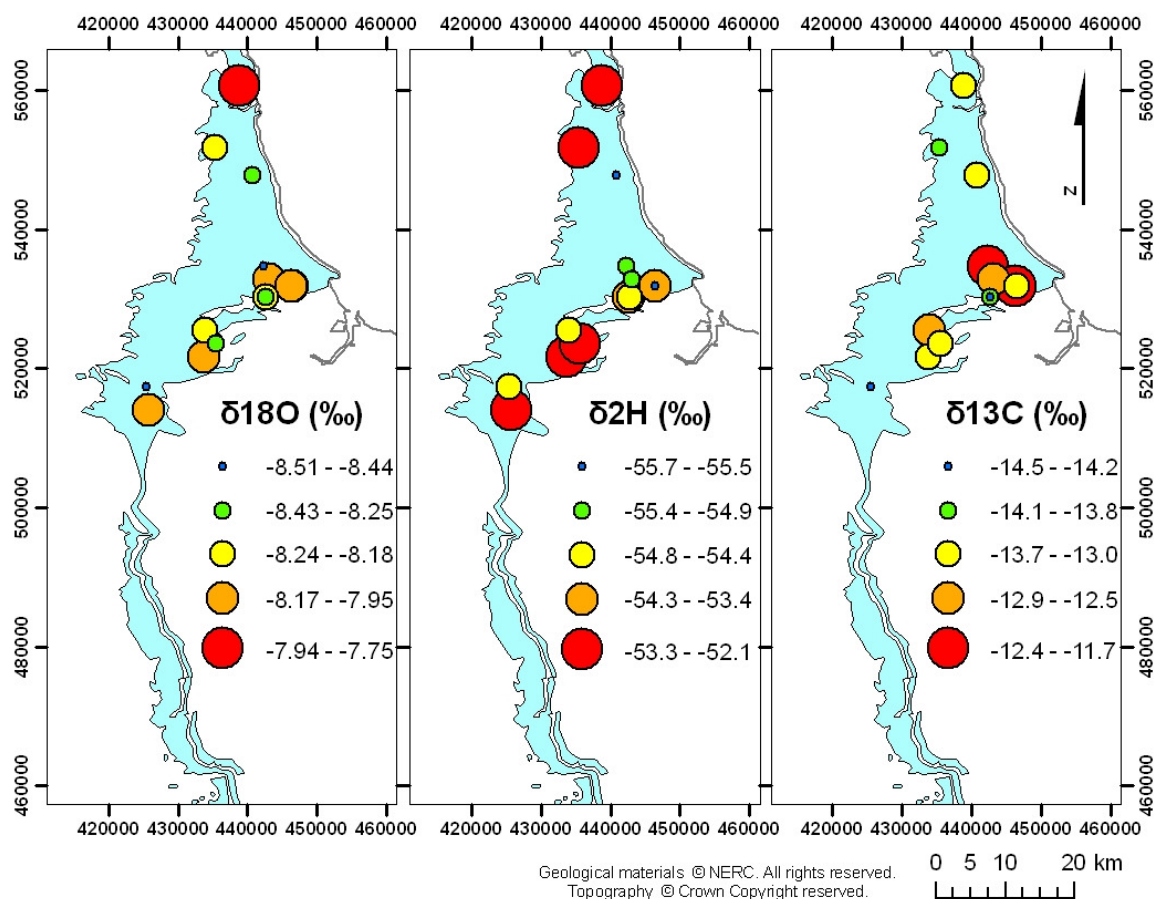 420000 430000 440000 450000 460000 420000 430000 440000 450000 460000 420000 430000 440000 450000 460000
560000 560000
540000 540000
520000 520000
500000 500000
480000 480000
460000 460000
z
δ18O (‰)
-8.51 - -8.44
-8.43 - -8.25
-8.24 - -8.18
-8.17 - -7.95
-7.94 - -7.75
δ2H (‰)
-55.7 - -55.5
-55.4 - -54.9
-54.8 - -54.4
-54.3 - -53.4
-53.3 - -52.1
δ13C (‰)
-14.5 - -14.2
-14.1 - -13.8
-13.7 - -13.0
-12.9 - -12.5
-12.4 - -11.7
420000 430000 440000 450000 460000 420000 430000 440000 450000 460000 420000 430000 440000 450000 460000
Geological materials © NERC. All rights reserved.
Topography © Crown Copyright reserved.
0 5 10 20 km